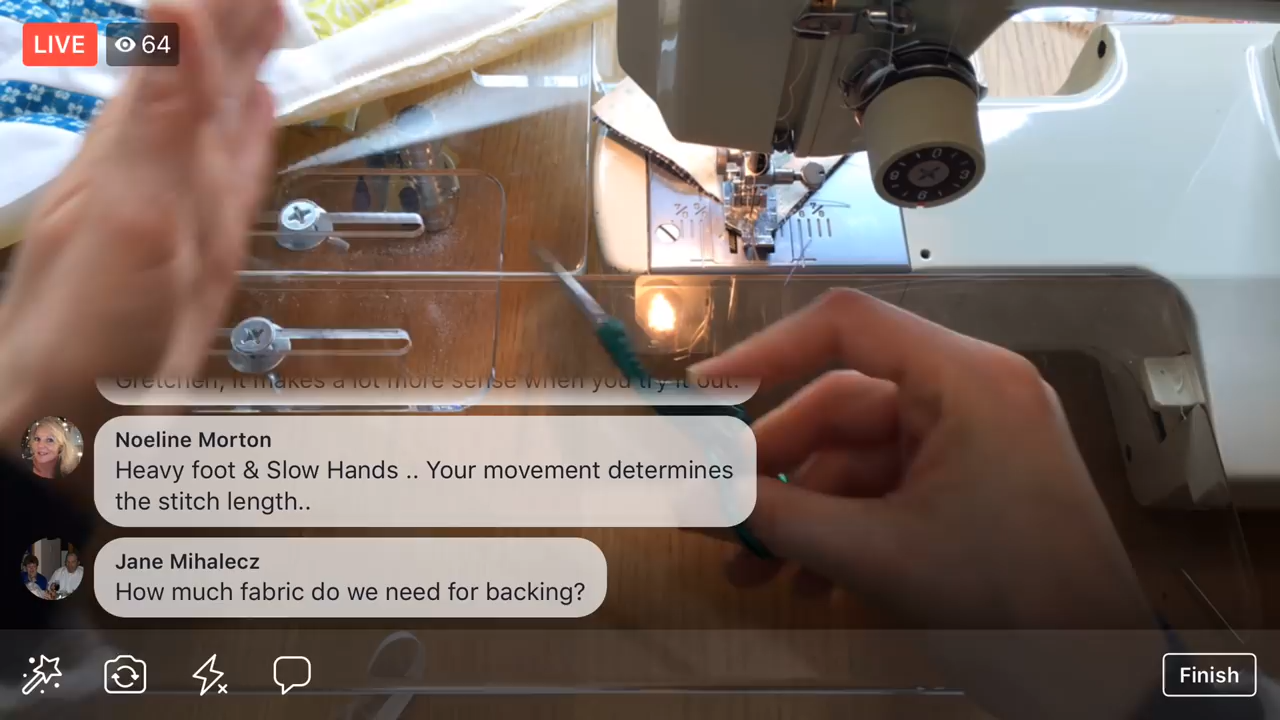 LIVE 64
Gretchen, it makes a lot more sense when you try it out.
Noeline Morton
Heavy foot & Slow Hands .. Your movement determines
the stitch length..
Jane Mihalecz
How much fabric do we need for backing?
Finish